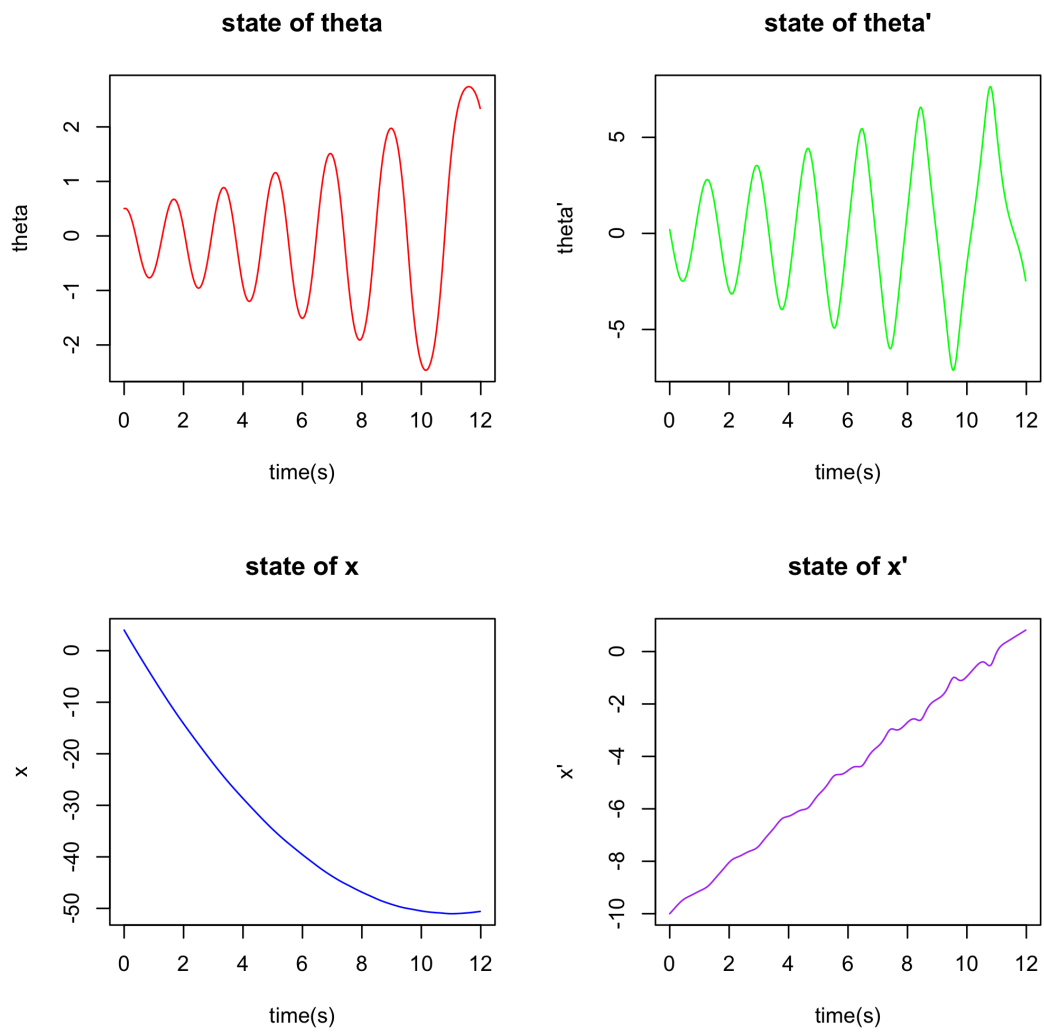 state of theta
theta
2
1
0
-1
-2
0 2 4 6 8 10 12
time(s)
state of theta'
theta'
5
0
-5
0 2 4 6 8 10 12
time(s)
state of x
x
0
-10
-20
-30
-40
-50
0 2 4 6 8 10 12
time(s)
state of x'
x'
0
-2
-4
-6
-8
-10
0 2 4 6 8 10 12
time(s)